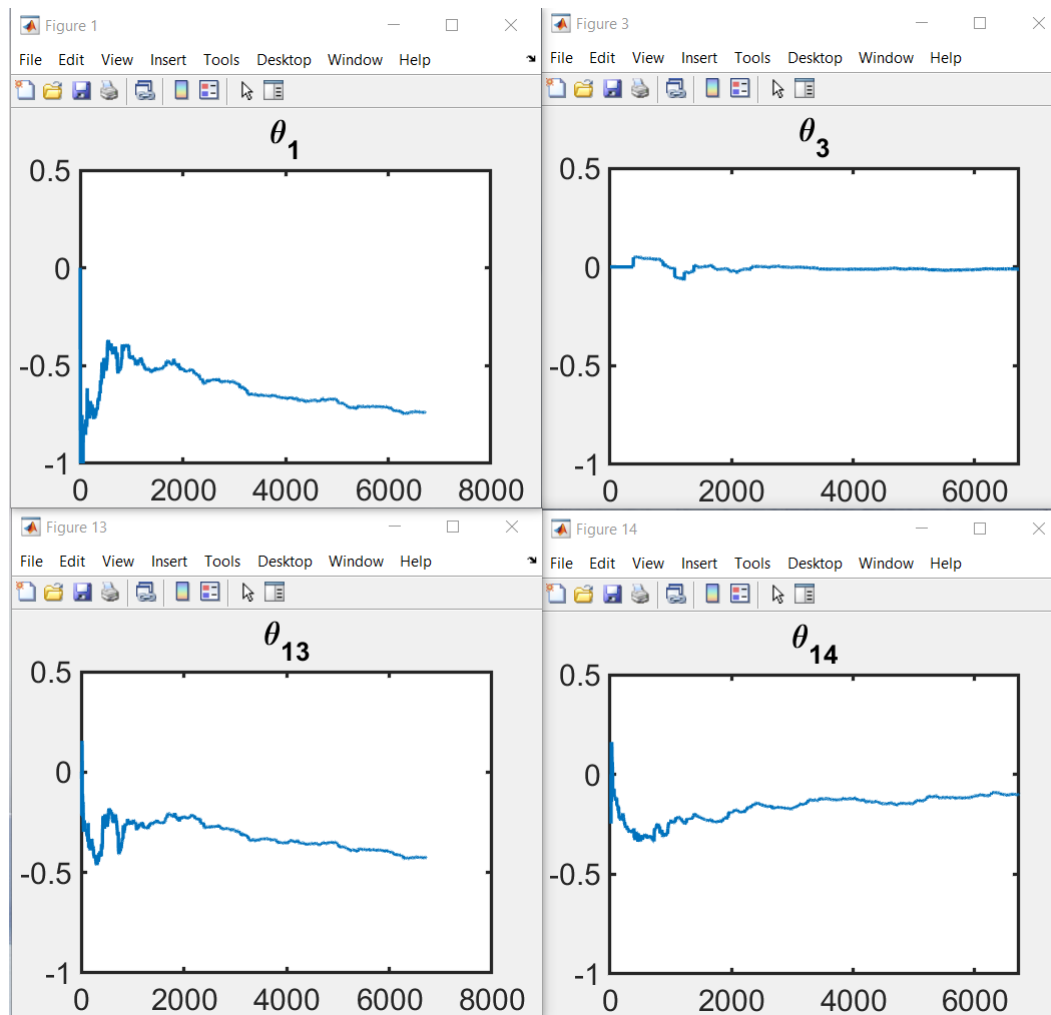 Figure 1
File Edit View Insert Tools Desktop Window Help
θ1
0.5
0
-0.5
-1
0 2000 4000 6000 8000
Figure 3
File Edit View Insert Tools Desktop Window Help
θ3
0.5
0
-0.5
-1
0 2000 4000 6000
Figure 13
File Edit View Insert Tools Desktop Window Help
θ13
0.5
0
-0.5
-1
0 2000 4000 6000 8000
Figure 14
File Edit View Insert Tools Desktop Window Help
θ14
0.5
0
-0.5
-1
0 2000 4000 6000